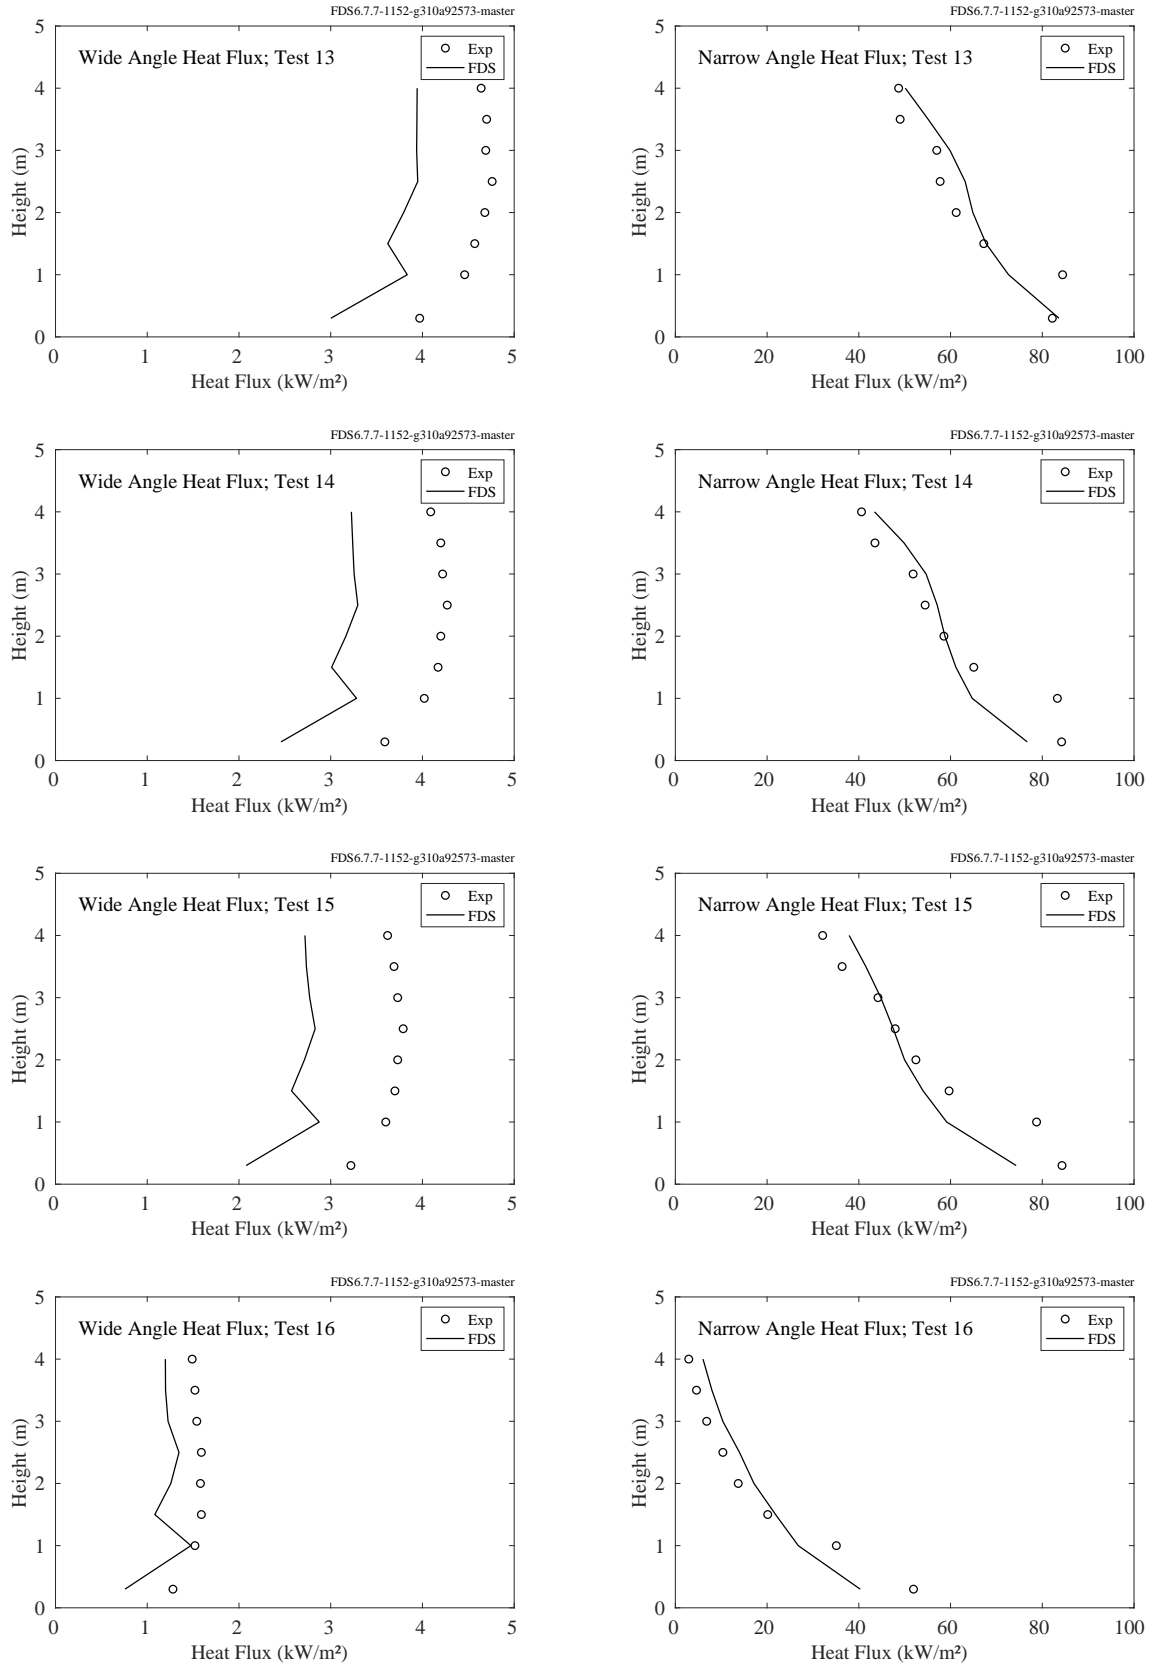 FDS6.7.7-1152-g310a92573-master
Wide Angle Heat Flux; Test 13
Exp
FDS
5
4
3
2
1
0
Height (m)
0 1 2 3 4 5
Heat Flux (kW/m²)
FDS6.7.7-1152-g310a92573-master
Narrow Angle Heat Flux; Test 13
Exp
FDS
5
4
3
2
1
0
Height (m)
0 20 40 60 80 100
Heat Flux (kW/m²)
FDS6.7.7-1152-g310a92573-master
Wide Angle Heat Flux; Test 14
Exp
FDS
5
4
3
2
1
0
Height (m)
0 1 2 3 4 5
Heat Flux (kW/m²)
FDS6.7.7-1152-g310a92573-master
Narrow Angle Heat Flux; Test 14
Exp
FDS
5
4
3
2
1
0
Height (m)
0 20 40 60 80 100
Heat Flux (kW/m²)
FDS6.7.7-1152-g310a92573-master
Wide Angle Heat Flux; Test 15
Exp
FDS
5
4
3
2
1
0
Height (m)
0 1 2 3 4 5
Heat Flux (kW/m²)
FDS6.7.7-1152-g310a92573-master
Narrow Angle Heat Flux; Test 15
Exp
FDS
5
4
3
2
1
0
Height (m)
0 20 40 60 80 100
Heat Flux (kW/m²)
FDS6.7.7-1152-g310a92573-master
Wide Angle Heat Flux; Test 16
Exp
FDS
5
4
3
2
1
0
Height (m)
0 1 2 3 4 5
Heat Flux (kW/m²)
FDS6.7.7-1152-g310a92573-master
Narrow Angle Heat Flux; Test 16
Exp
FDS
5
4
3
2
1
0
Height (m)
0 20 40 60 80 100
Heat Flux (kW/m²)